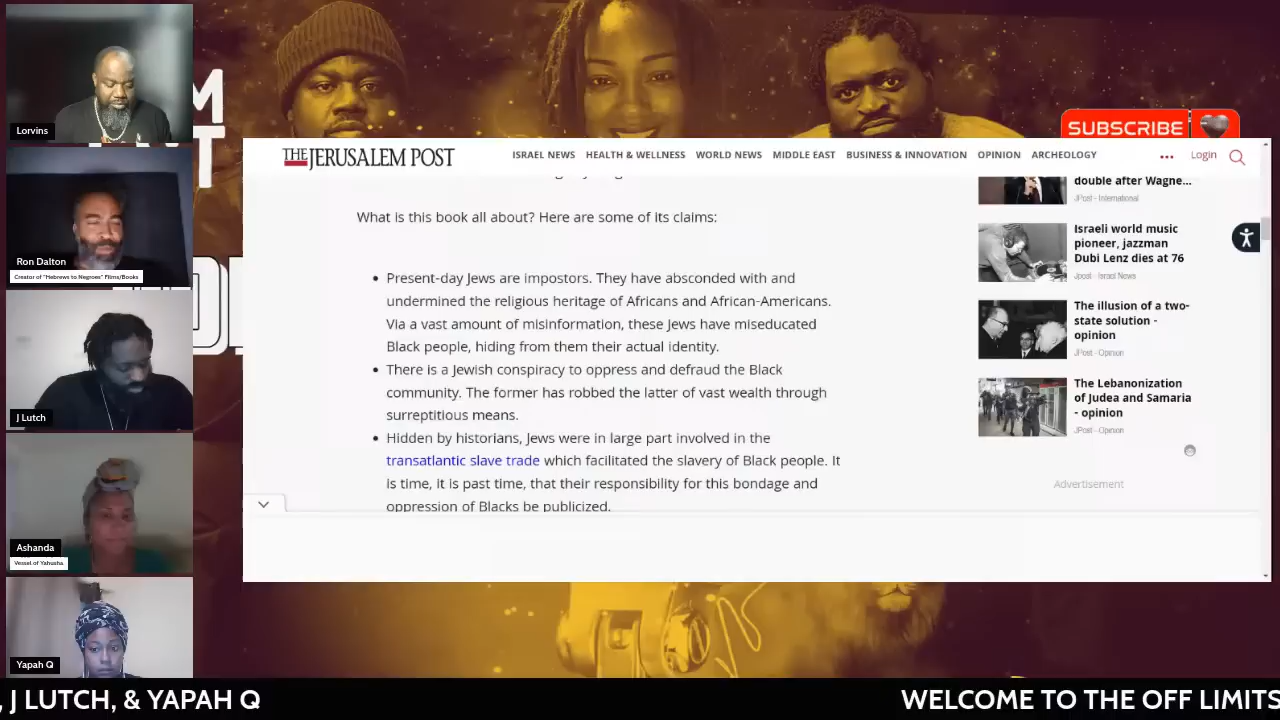 Lorvins
Ron Dalton
Creator of "Hebrews to Negroes" Films/Books
J Lutch
Ashanda
Vessel of Yahusha.
Yapah Q
SUBSCRIBE
THE JERUSALEM POST
ISRAEL NEWS HEALTH & WELLNESS WORLD NEWS MIDDLE EAST BUSINESS & INNOVATION OPINION ARCHEOLOGY
... Login
What is this book all about? Here are some of its claims:
• Present-day Jews are impostors. They have absconded with and
undermined the religious heritage of Africans and African-Americans.
Via a vast amount of misinformation, these Jews have miseducated
Black people, hiding from them their actual identity.
• There is a Jewish conspiracy to oppress and defraud the Black
community. The former has robbed the latter of vast wealth through
surreptitious means.
• Hidden by historians, Jews were in large part involved in the
transatlantic slave trade which facilitated the slavery of Black people. It
is time, it is past time, that their responsibility for this bondage and
oppression of Blacks be publicized.
double after Wagne...
JPost - International
Israeli world music
pioneer, jazzman
Dubi Lenz dies at 76
Jpost - Israel News
The illusion of a two-
state solution -
opinion
JPost - Opinion
The Lebanonization
of Judea and Samaria
- opinion
JPost - Opinion
Advertisement
, J LUTCH, & YAPAH Q
WELCOME TO THE OFF LIMITS